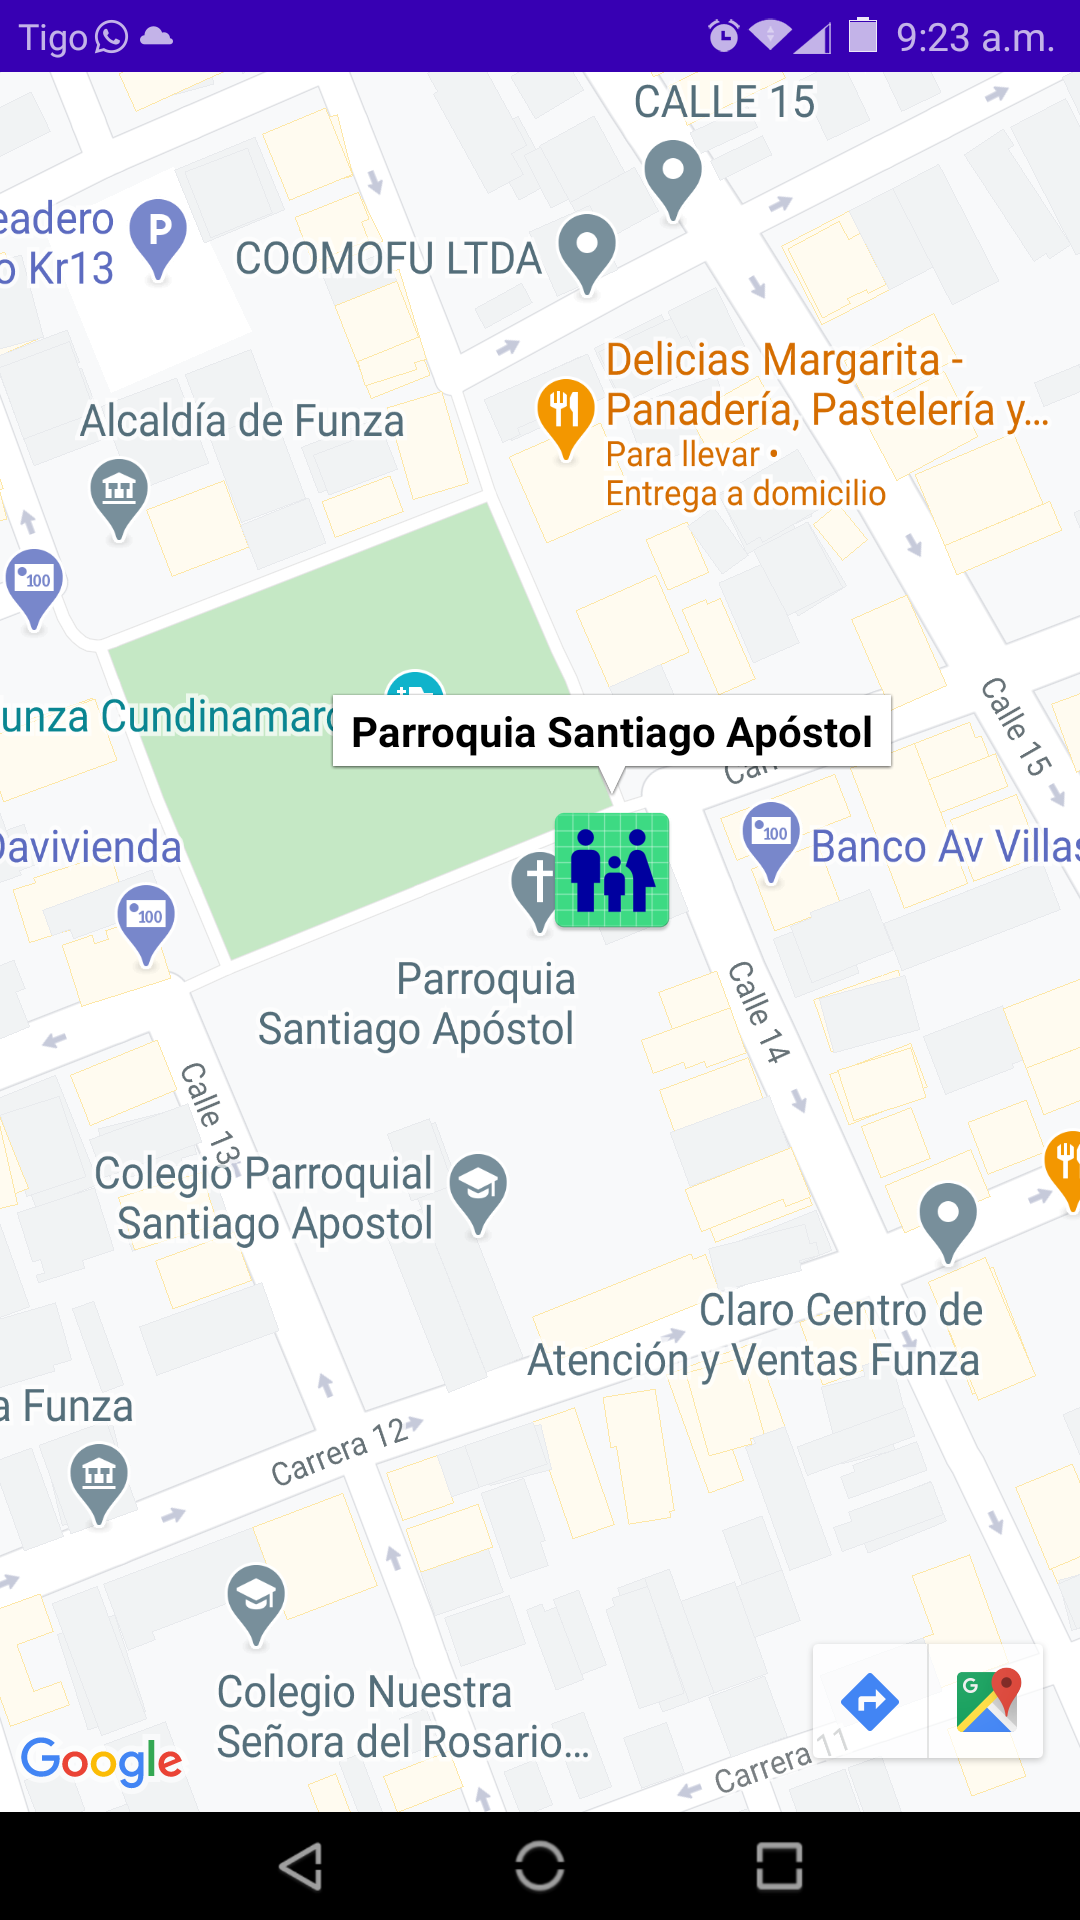 Tigo
9:23 a.m.
CALLE 15
eadero
o Kr13
P
COOMOFU LTDA
Delicias Margarita -
Panadería, Pastelería y...
Para llevar •
Entrega a domicilio
Alcaldía de Funza
100
unza Cundinamarc
Parroquia Santiago Apóstol
Calle 15
Davivienda
100
100
Banco Av Villas
Parroquia
Santiago Apóstol
Calle 14
Calle 13
Colegio Parroquial
Santiago Apostol
Claro Centro de
Atención y Ventas Funza
a Funza
Carrera 12
Colegio Nuestra
Señora del Rosario...
G
Google
Carrera 11